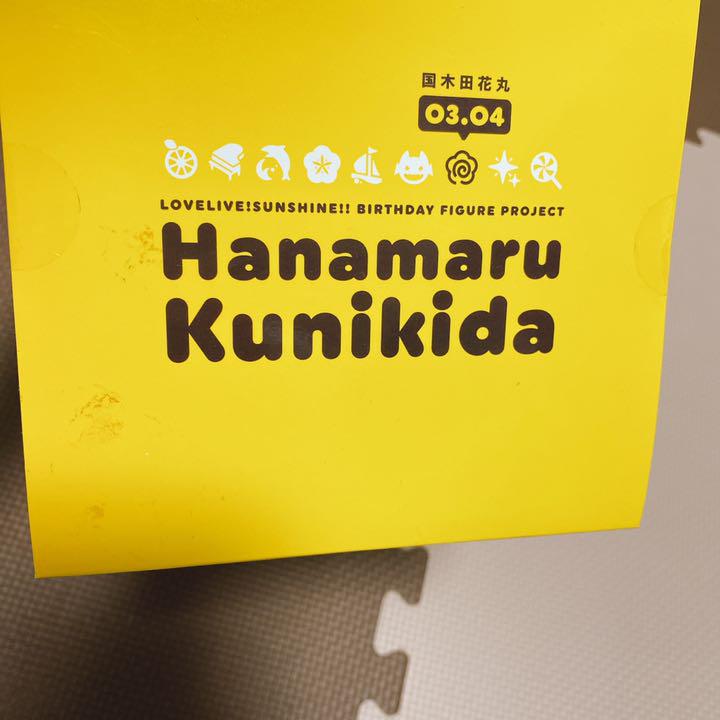 国木田花丸
03.04
LOVELIVE!SUNSHINE!! BIRTHDAY FIGURE PROJECT
Hanamaru
Kunikida